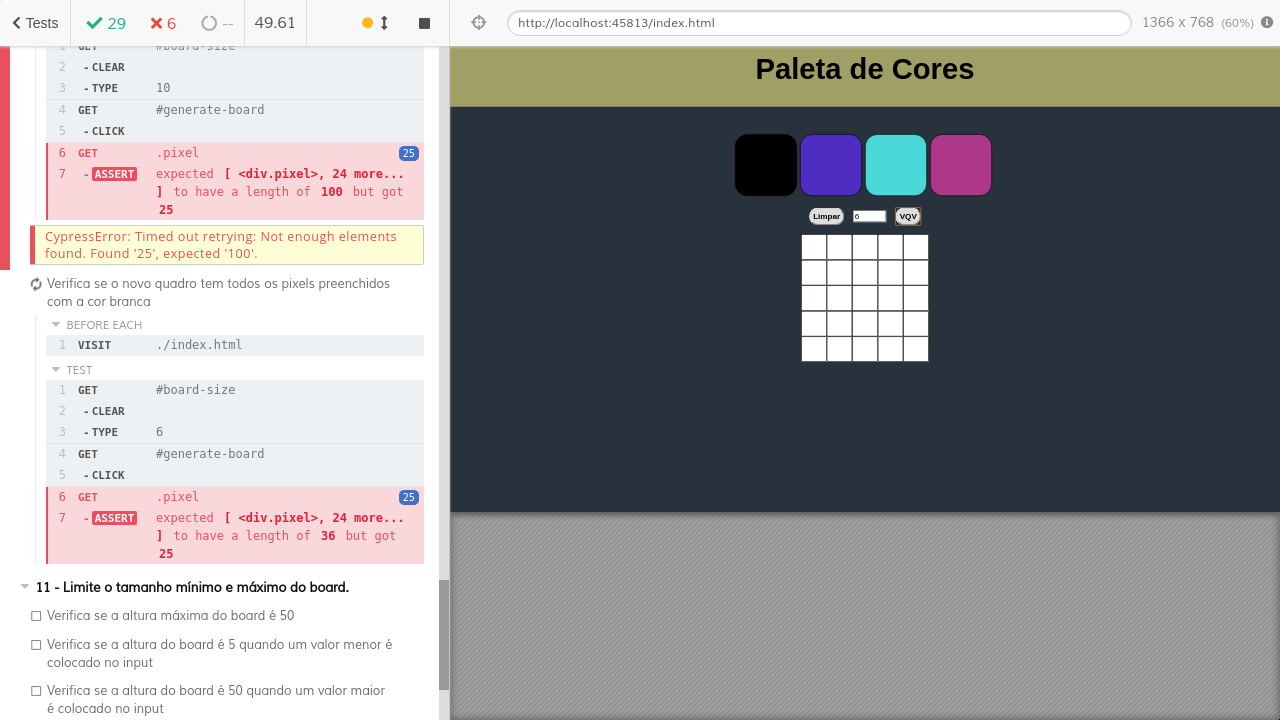 Tests
29
6
--
49.61
http://localhost:45813/index.html
1366 x 768 (60%)
1 GET #board-size
2 - CLEAR
3 - TYPE 10
4 GET #generate-board
5 - CLICK
6 GET .pixel 25
7 - ASSERT expected [ <div.pixel>, 24 more...
] to have a length of 100 but got
25
CypressError: Timed out retrying: Not enough elements
found. Found '25', expected '100'.
Verifica se o novo quadro tem todos os pixels preenchidos
com a cor branca
BEFORE EACH
1 VISIT ./index.html
TEST
1 GET #board-size
2 - CLEAR
3 - TYPE 6
4 GET #generate-board
5 - CLICK
6 GET .pixel 25
7 - ASSERT expected [ <div.pixel>, 24 more...
] to have a length of 36 but got
25
11 - Limite o tamanho mínimo e máximo do board.
Verifica se a altura máxima do board é 50
Verifica se a altura do board é 5 quando um valor menor é
colocado no input
Verifica se a altura do board é 50 quando um valor maior
é colocado no input
Paleta de Cores
Limpar 6 VQV